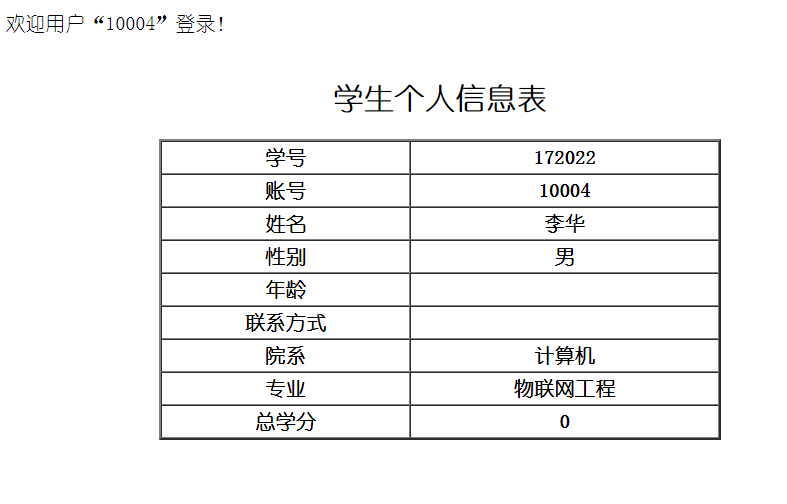 欢迎用户“10004”登录！
学生个人信息表
学号 172022
账号 10004
姓名 李华
性别 男
年龄
联系方式
院系 计算机
专业 物联网工程
总学分 0